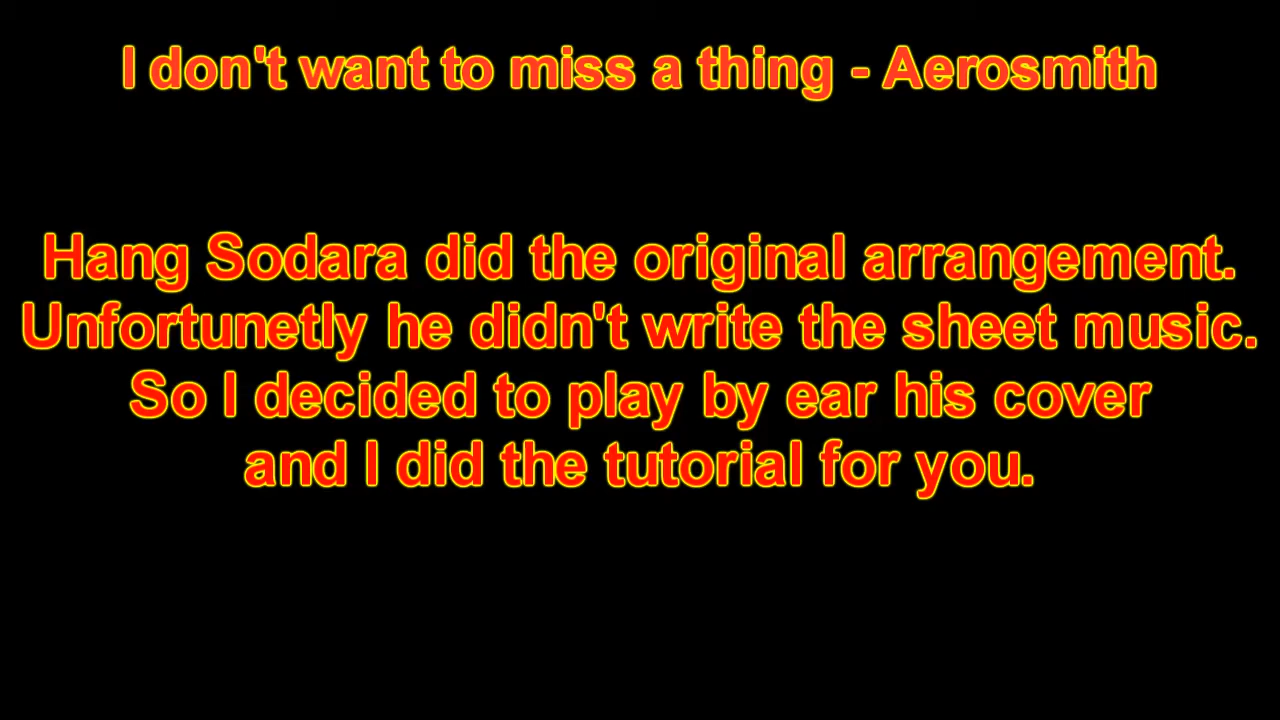 I don't want to miss a thing - Aerosmith
Hang Sodara did the original arrangement.
Unfortunetly he didn't write the sheet music.
So I decided to play by ear his cover
and I did the tutorial for you.